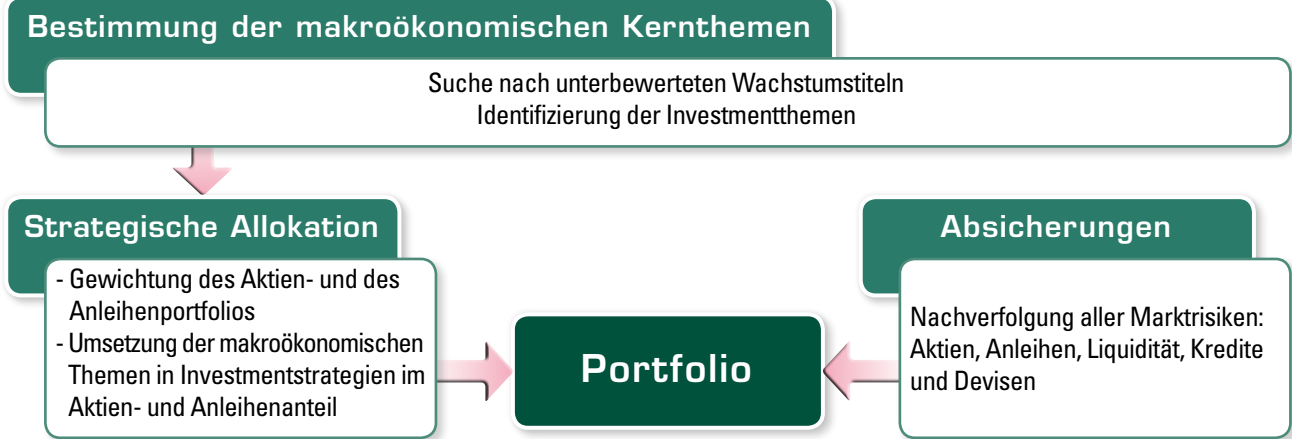 Bestimmung der makroökonomischen Kernthemen
Suche nach unterbewerteten Wachstumstiteln
Identifizierung der Investmentthemen
Strategische Allokation
- Gewichtung des Aktien- und des
Anleihenportfolios
- Umsetzung der makroökonomischen
Themen in Investmentstrategien im
Aktien- und Anleihenanteil
Portfolio
Absicherungen
Nachverfolgung aller Marktrisiken:
Aktien, Anleihen, Liquidität, Kredite
und Devisen